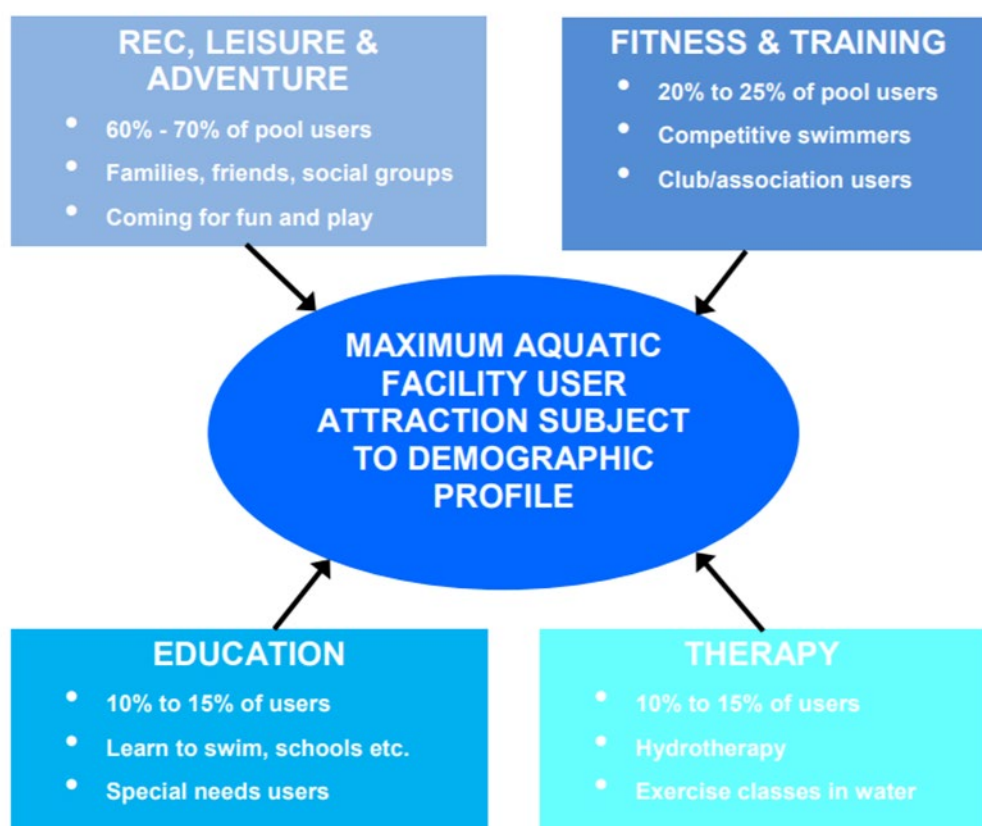 REC, LEISURE &
ADVENTURE
• 60% - 70% of pool users
• Families, friends, social groups
• Coming for fun and play
FITNESS & TRAINING
• 20% to 25% of pool users
• Competitive swimmers
• Club/association users
MAXIMUM AQUATIC
FACILITY USER
ATTRACTION SUBJECT
TO DEMOGRAPHIC
PROFILE
EDUCATION
• 10% to 15% of users
• Learn to swim, schools etc.
• Special needs users
THERAPY
• 10% to 15% of users
• Hydrotherapy
• Exercise classes in water